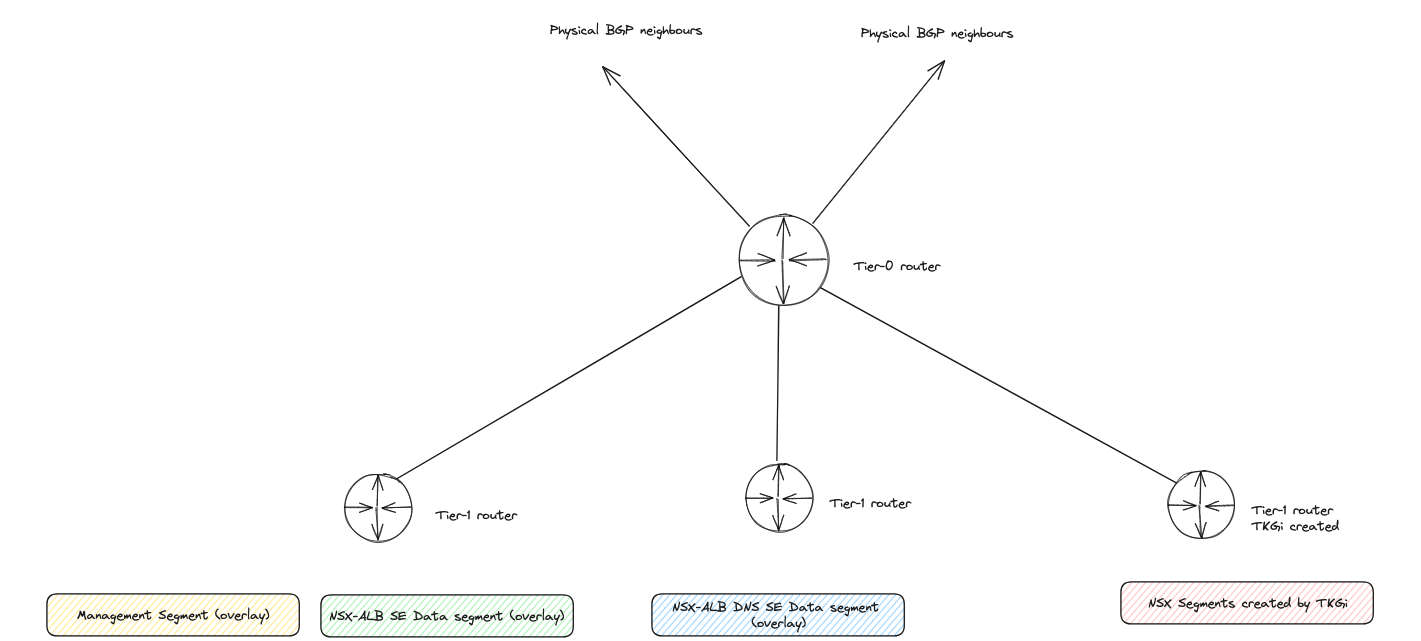 Physical BGP neighbours
Physical BGP neighbours
Tier-0 router
Tier-1 router
Tier-1 router
Tier-1 router
TKGi created
Management Segment (overlay)
NSX-ALB SE Data segment (overlay)
NSX-ALB DNS SE Data segment
(overlay)
NSX Segments created by TKGi